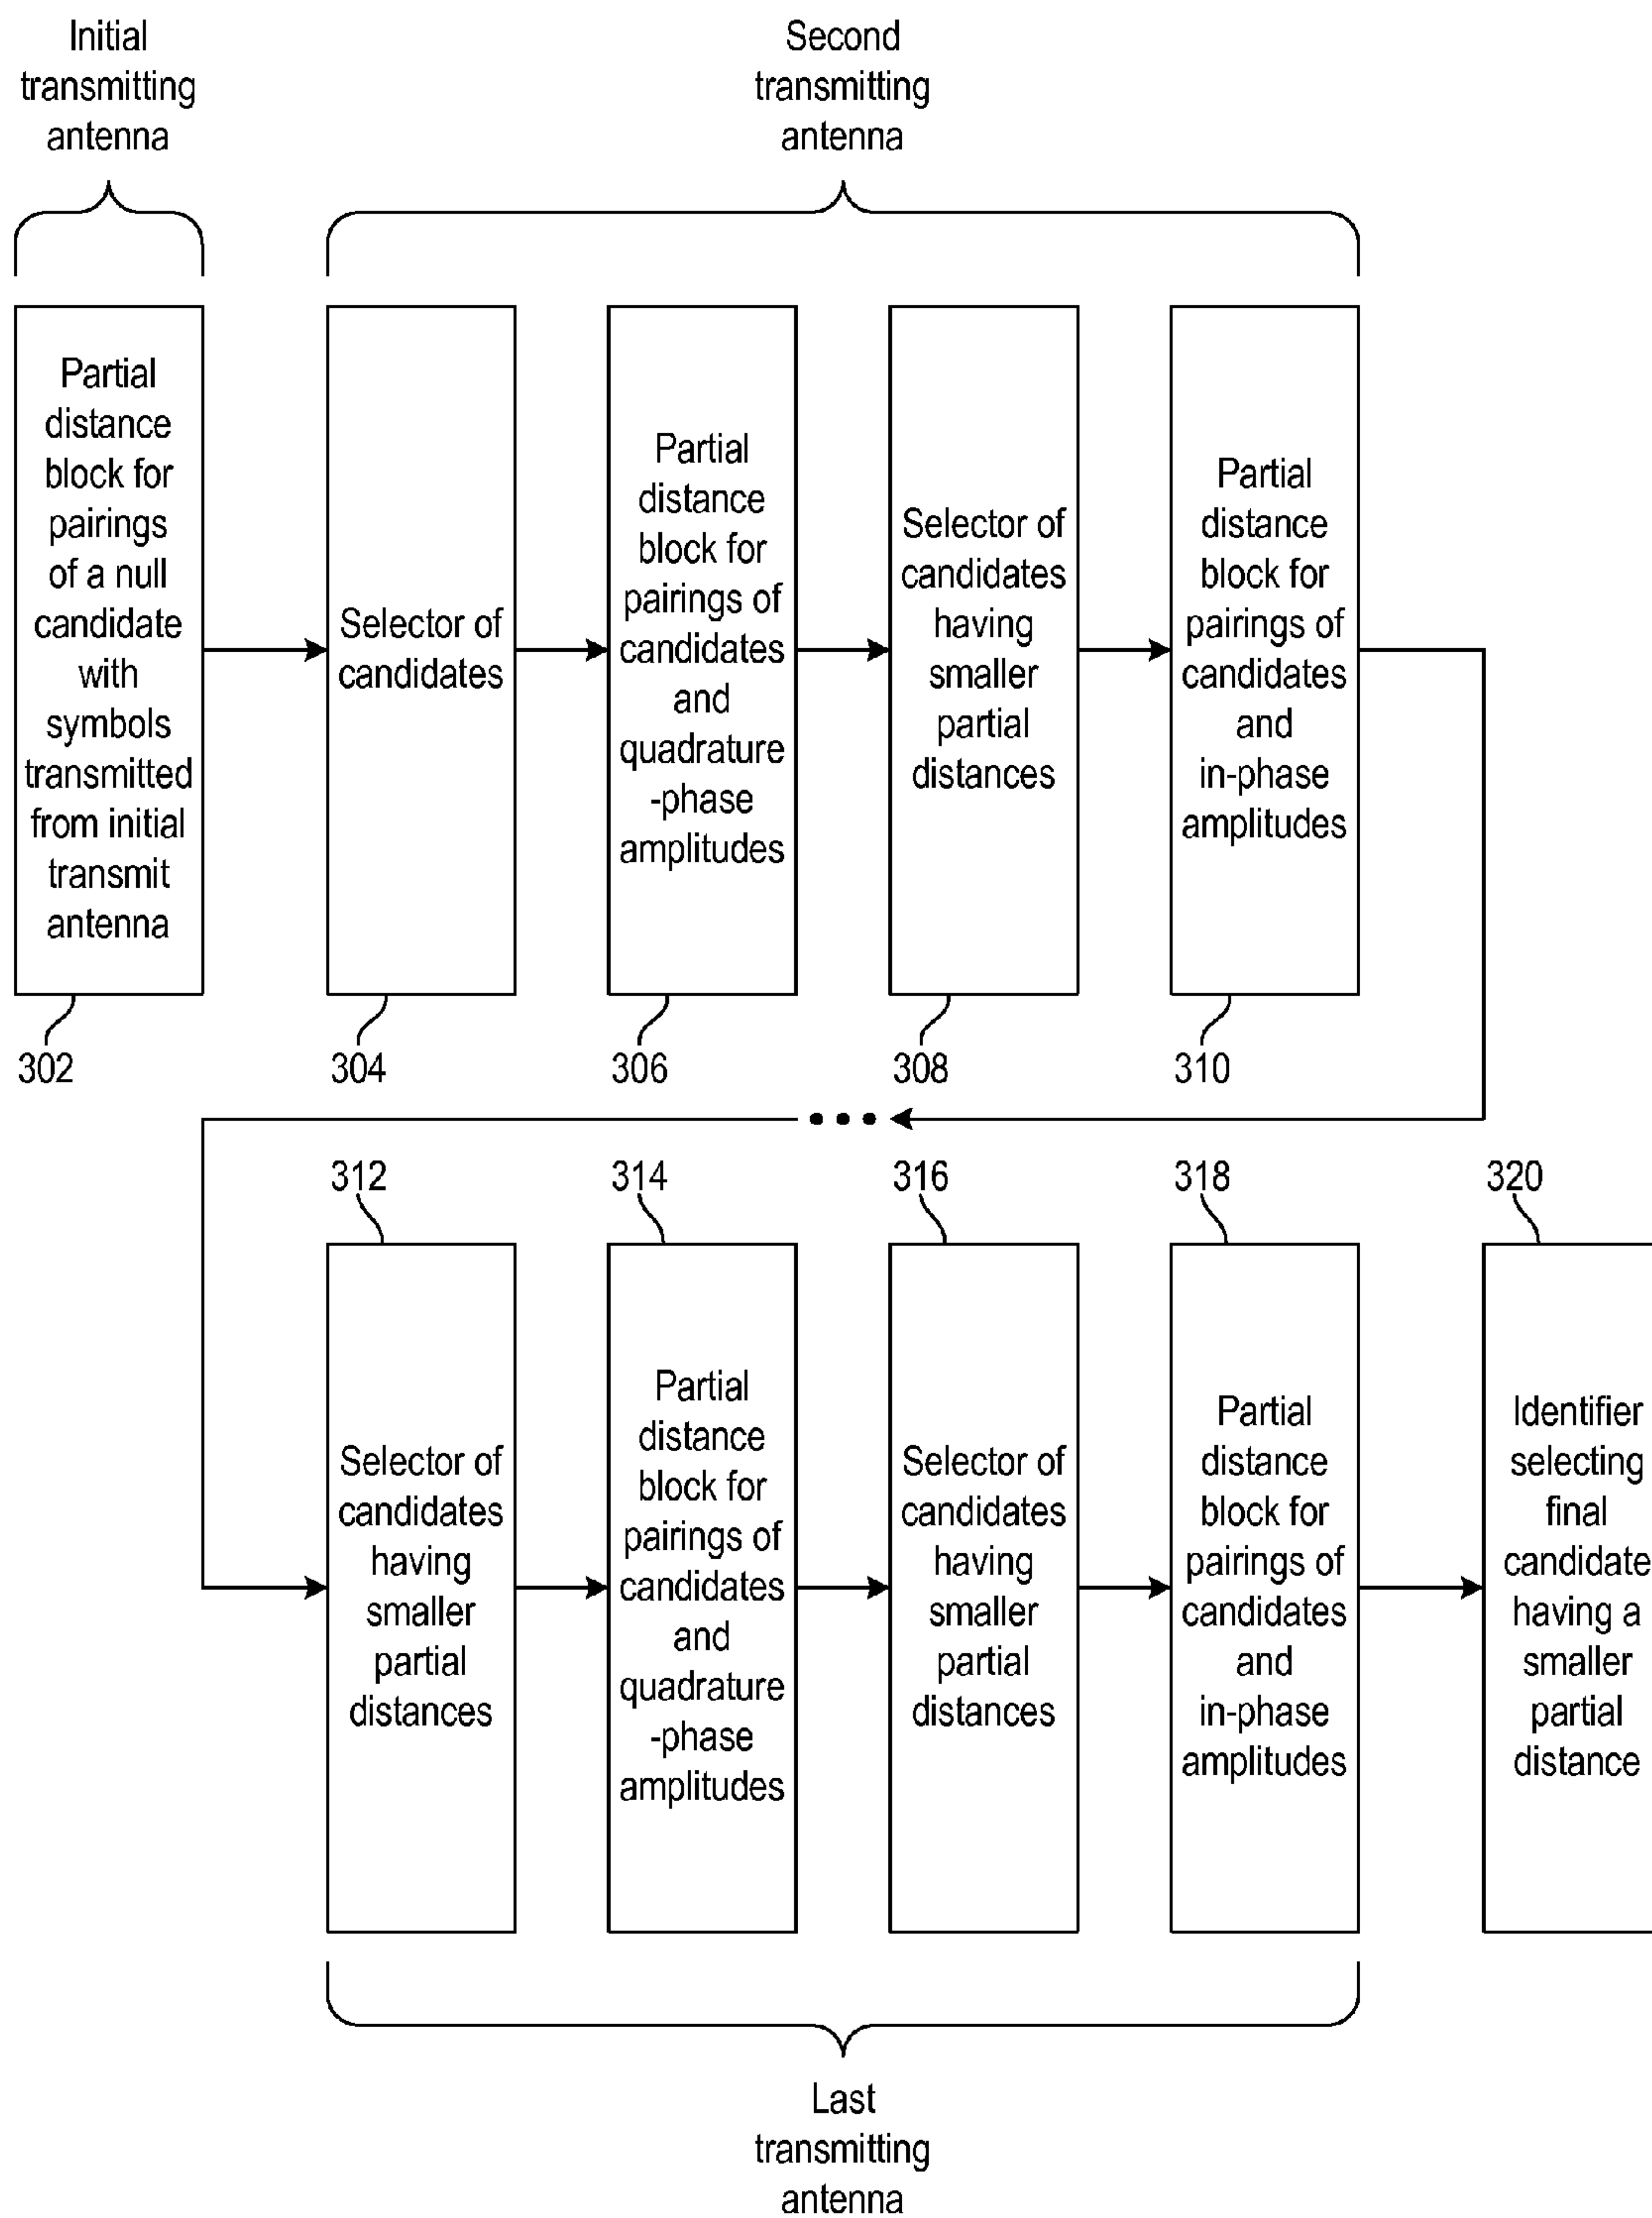 Initial
transmitting
antenna
Second
transmitting
antenna
Partial
distance
block for
pairings
of a null
candidate
with
symbols
transmitted
from initial
transmit
antenna
Selector of
candidates
Partial
distance
block for
pairings of
candidates
and
quadrature
-phase
amplitudes
Selector of
candidates
having
smaller
partial
distances
Partial
distance
block for
pairings of
candidates
and
in-phase
amplitudes
302
304
306
308
310
312
314
316
318
320
Selector of
candidates
having
smaller
partial
distances
Partial
distance
block for
pairings of
candidates
and
quadrature
-phase
amplitudes
Selector of
candidates
having
smaller
partial
distances
Partial
distance
block for
pairings of
candidates
and
in-phase
amplitudes
Identifier
selecting
final
candidate
having a
smaller
partial
distance
Last
transmitting
antenna